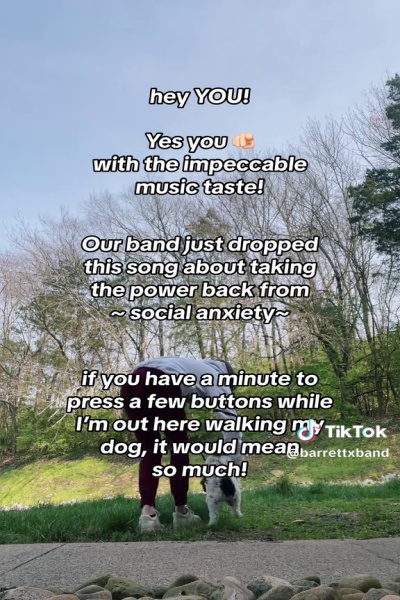 hey YOU!
Yes you 🫵🏻
with the impeccable
music taste!
Our band just dropped
this song about taking
the power back from
~ social anxiety~
if you have a minute to
press a few buttons while
I'm out here walking my
dog, it would mean
so much!
TikTok
@barrettxband